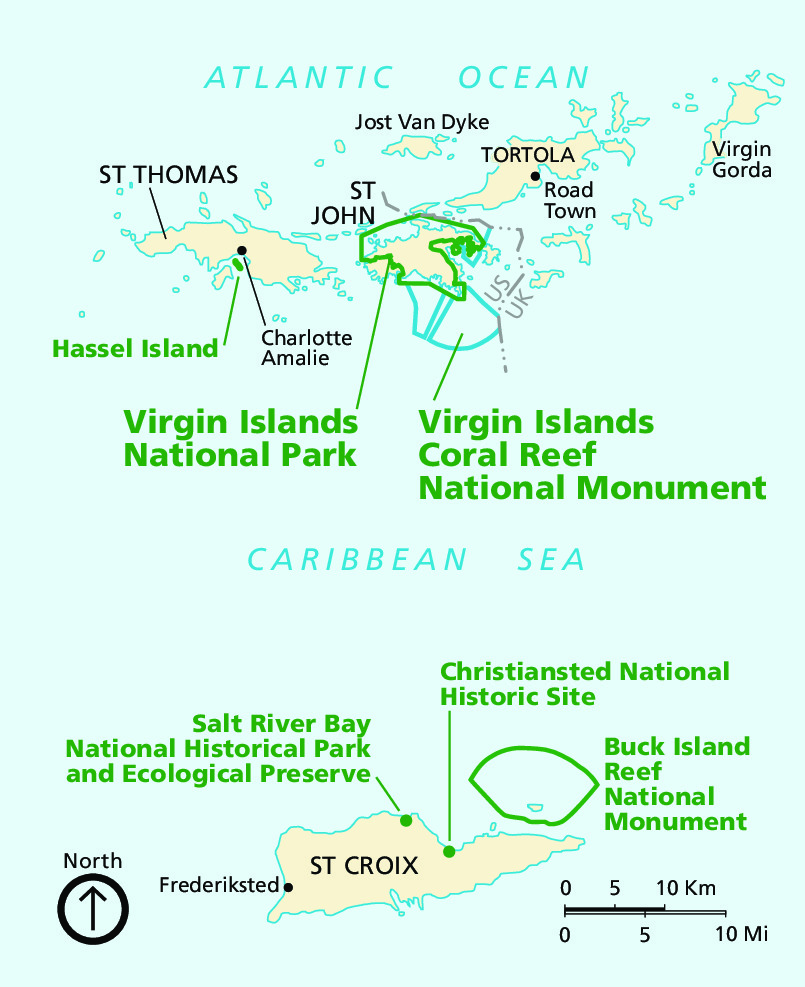 ATLANTIC OCEAN
Jost Van Dyke
TORTOLA
Virgin
Gorda
ST THOMAS
ST
JOHN
Road
Town
US
UK
Hassel Island
Charlotte
Amalie
Virgin Islands
National Park
Virgin Islands
Coral Reef
National Monument
CARIBBEAN SEA
Christiansted National
Historic Site
Salt River Bay
National Historical Park
and Ecological Preserve
Buck Island
Reef
National
Monument
North
ST CROIX
Frederiksted
0 5 10 Km
0 5 10 Mi